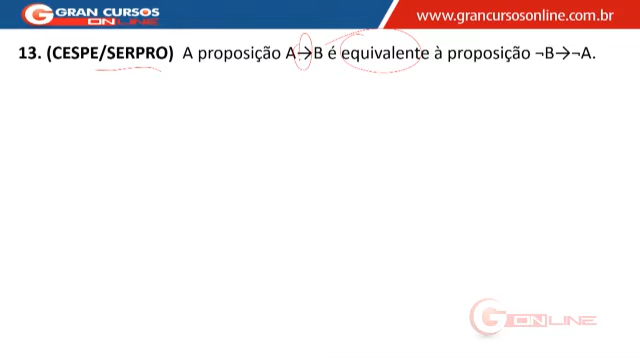 GRAN CURSOS
ONLINE
www.grancursosonline.com.br
13. (CESPE/SERPRO) A proposição A→B é equivalente à proposição ¬B→¬A.
G ONLINE